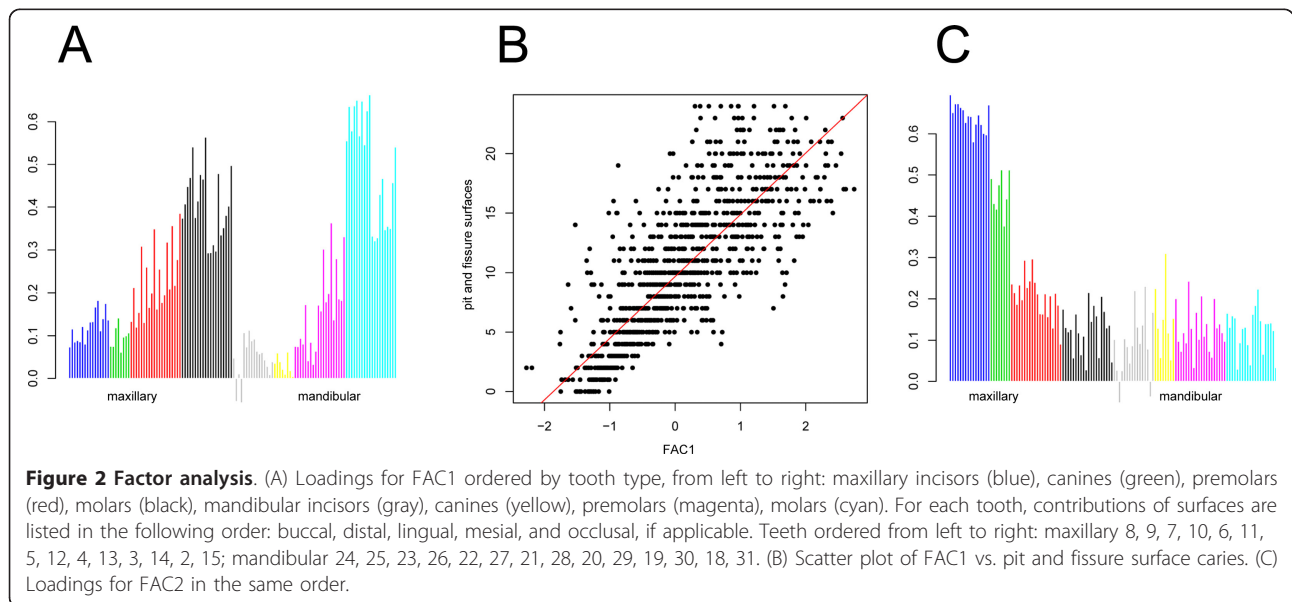 A
B
C
0.6
0.5
0.4
0.3
0.2
0.1
0.0
maxillary
mandibular
pit and fissure surfaces
20
15
10
5
0
−2
−1
0
1
2
FAC1
0.6
0.5
0.4
0.3
0.2
0.1
0.0
maxillary
mandibular
Figure 2 Factor analysis. (A) Loadings for FAC1 ordered by tooth type, from left to right: maxillary incisors (blue), canines (green), premolars
(red), molars (black), mandibular incisors (gray), canines (yellow), premolars (magenta), molars (cyan). For each tooth, contributions of surfaces are
listed in the following order: buccal, distal, lingual, mesial, and occlusal, if applicable. Teeth ordered from left to right: maxillary 8, 9, 7, 10, 6, 11,
5, 12, 4, 13, 3, 14, 2, 15; mandibular 24, 25, 23, 26, 22, 27, 21, 28, 20, 29, 19, 30, 18, 31. (B) Scatter plot of FAC1 vs. pit and fissure surface caries. (C)
Loadings for FAC2 in the same order.